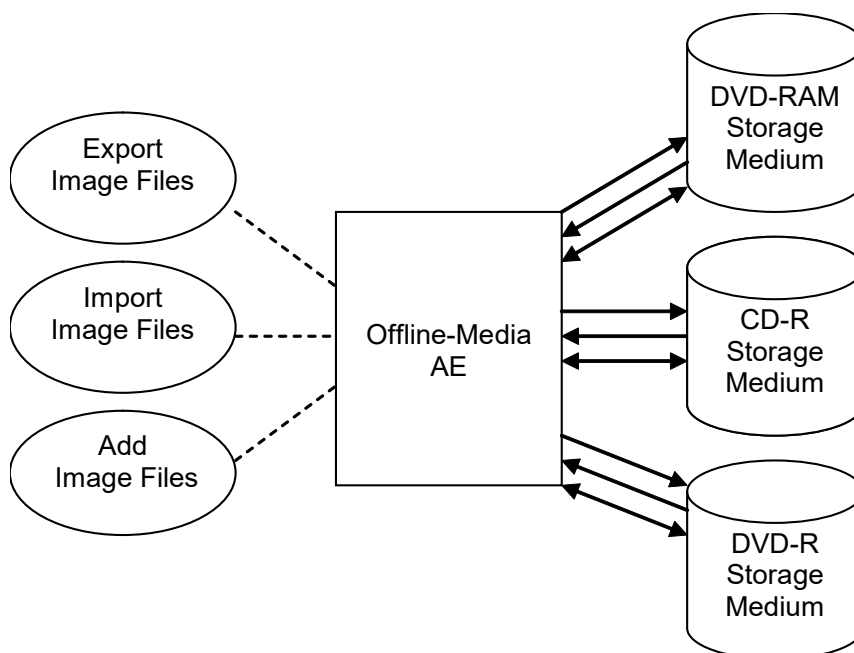 Export
Image Files
Import
Image Files
Add
Image Files
Offline-Media
AE
DVD-RAM
Storage
Medium
CD-R
Storage
Medium
DVD-R
Storage
Medium